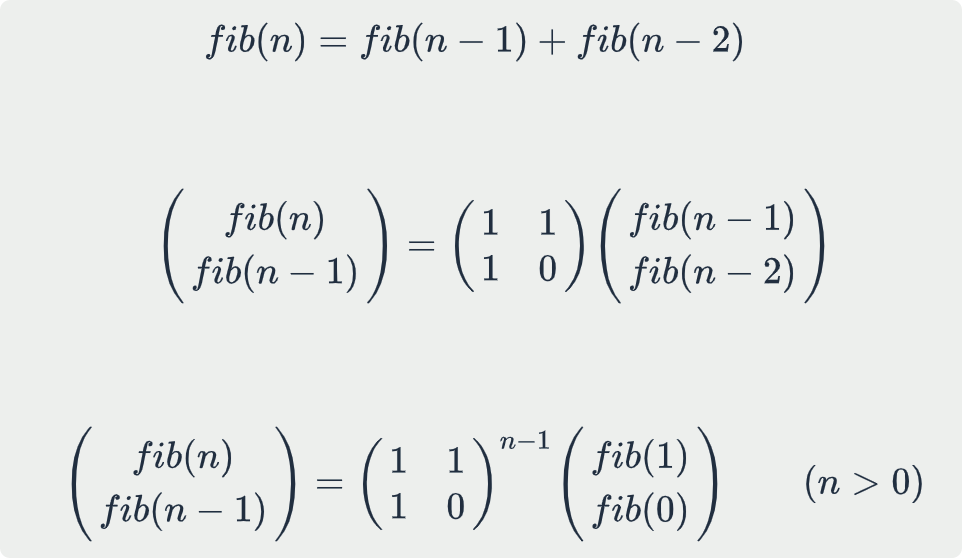 fib(n) = fib(n − 1) + fib(n − 2)
( fib(n) ; fib(n − 1) ) = ( 1 1 ; 1 0 ) ( fib(n − 1) ; fib(n − 2) )
( fib(n) ; fib(n − 1) ) = ( 1 1 ; 1 0 )^{n−1} ( fib(1) ; fib(0) ) (n > 0)